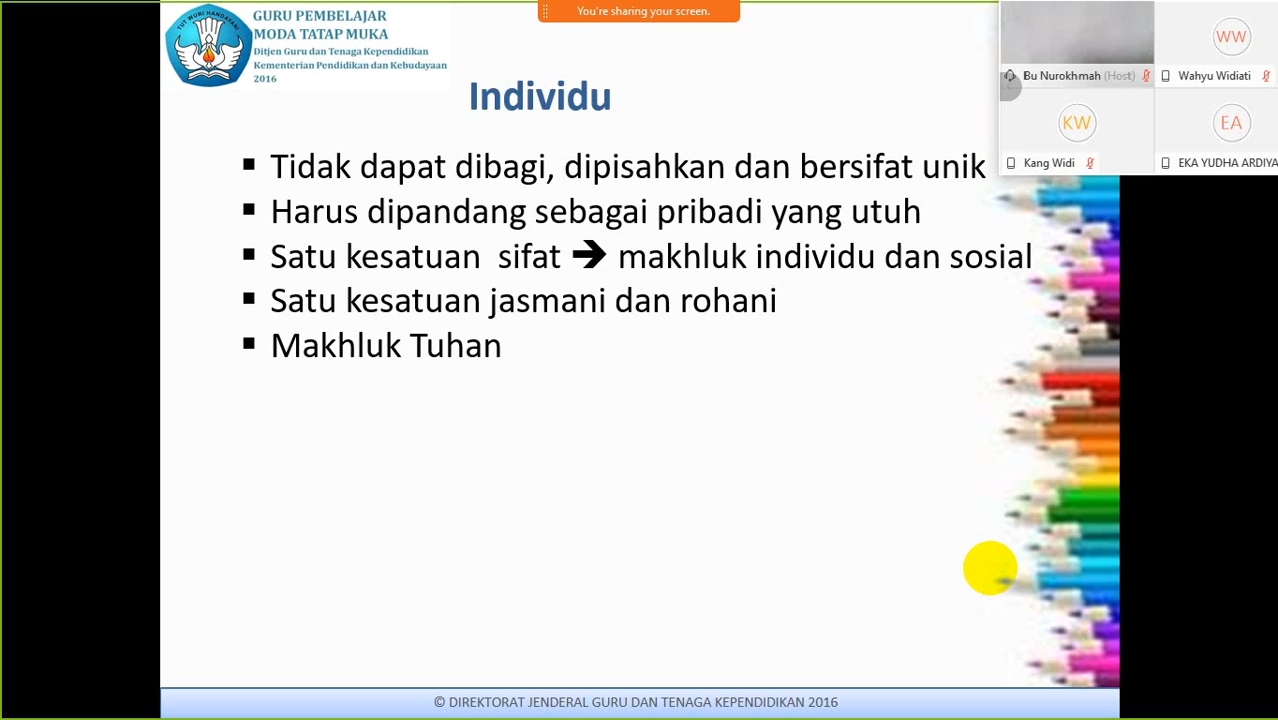 You're sharing your screen.
GURU PEMBELAJAR
MODA TATAP MUKA
Ditjen Guru dan Tenaga Kependidikan
Kementerian Pendidikan dan Kebudayaan
2016
TUT WURI HANDAYANI
WW
Bu Nurokhmah (Host)
Wahyu Widiati
KW
EA
Kang Widi
EKA YUDHA ARDIYA
Individu
▪ Tidak dapat dibagi, dipisahkan dan bersifat unik
▪ Harus dipandang sebagai pribadi yang utuh
▪ Satu kesatuan sifat ➔ makhluk individu dan sosial
▪ Satu kesatuan jasmani dan rohani
▪ Makhluk Tuhan
© DIREKTORAT JENDERAL GURU DAN TENAGA KEPENDIDIKAN 2016